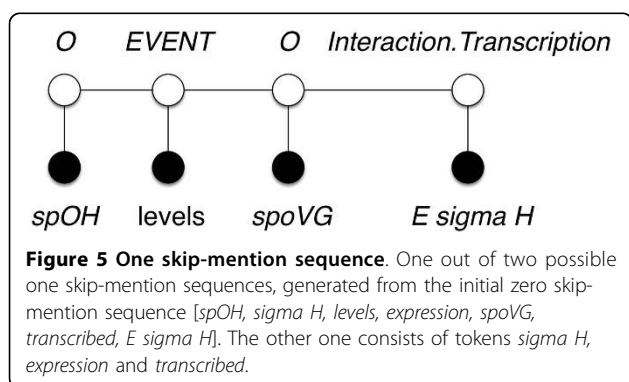 O EVENT O Interaction.Transcription
spOH levels spoVG E sigma H
Figure 5 One skip-mention sequence. One out of two possible
one skip-mention sequences, generated from the initial zero skip-
mention sequence [spOH, sigma H, levels, expression, spoVG,
transcribed, E sigma H]. The other one consists of tokens sigma H,
expression and transcribed.